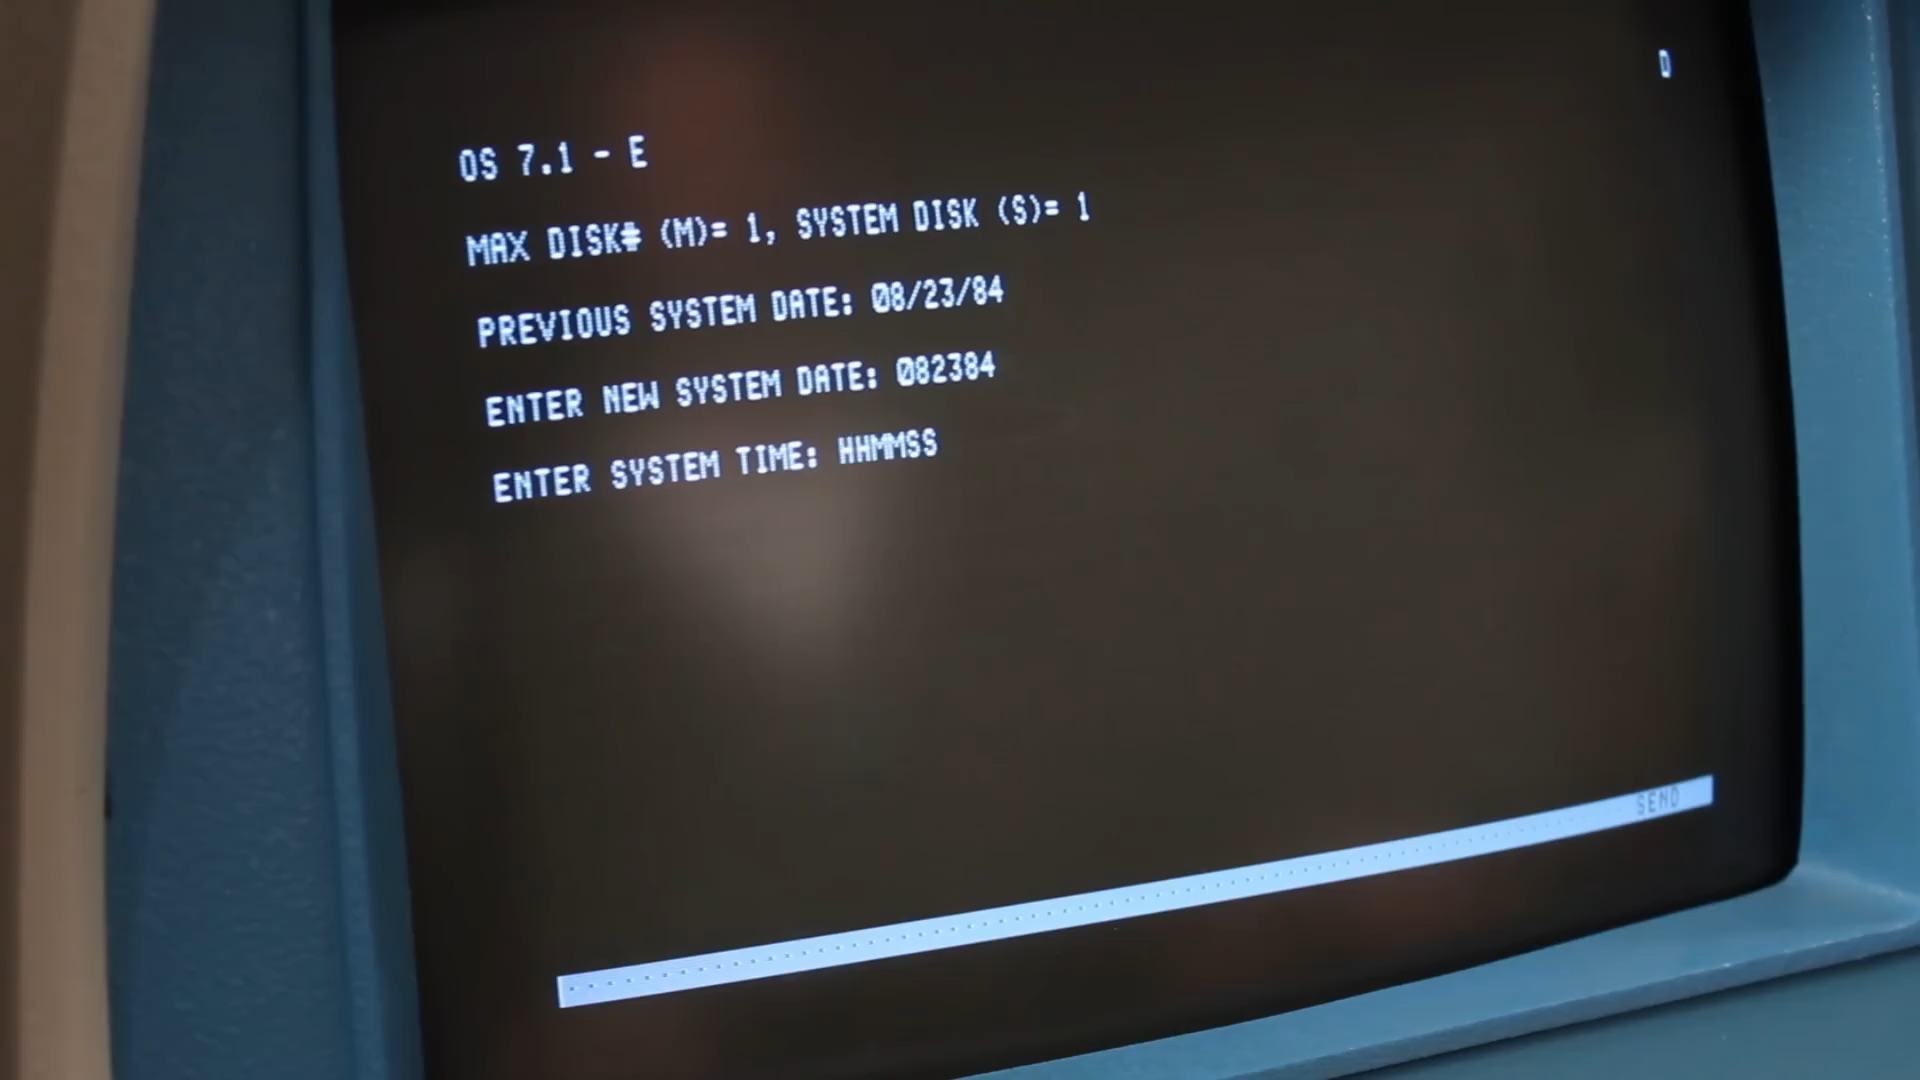 0
OS 7.1 - E
MAX DISK# (M)= 1, SYSTEM DISK (S)= 1
PREVIOUS SYSTEM DATE: 08/23/84
ENTER NEW SYSTEM DATE: 082384
ENTER SYSTEM TIME: HHMMSS
SEND